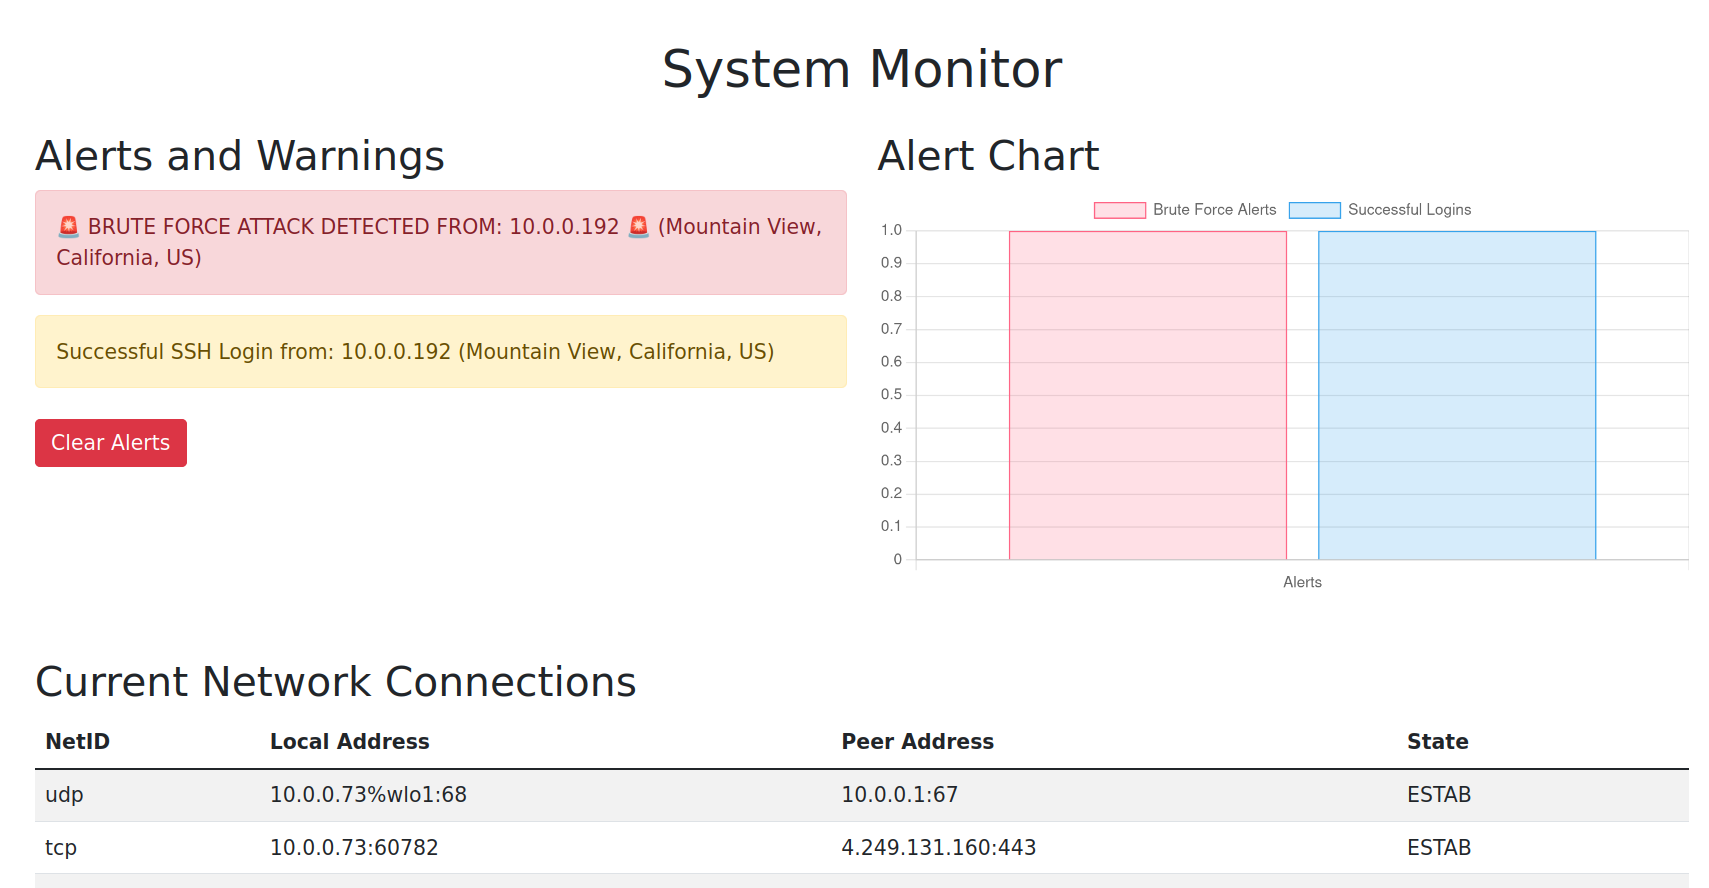 System Monitor
Alerts and Warnings
🚨 BRUTE FORCE ATTACK DETECTED FROM: 10.0.0.192 🚨 (Mountain View,
California, US)
Successful SSH Login from: 10.0.0.192 (Mountain View, California, US)
Clear Alerts
Alert Chart
Brute Force Alerts Successful Logins
1.0
0.9
0.8
0.7
0.6
0.5
0.4
0.3
0.2
0.1
0
Alerts
Current Network Connections
NetID Local Address Peer Address State
udp 10.0.0.73%wlo1:68 10.0.0.1:67 ESTAB
tcp 10.0.0.73:60782 4.249.131.160:443 ESTAB